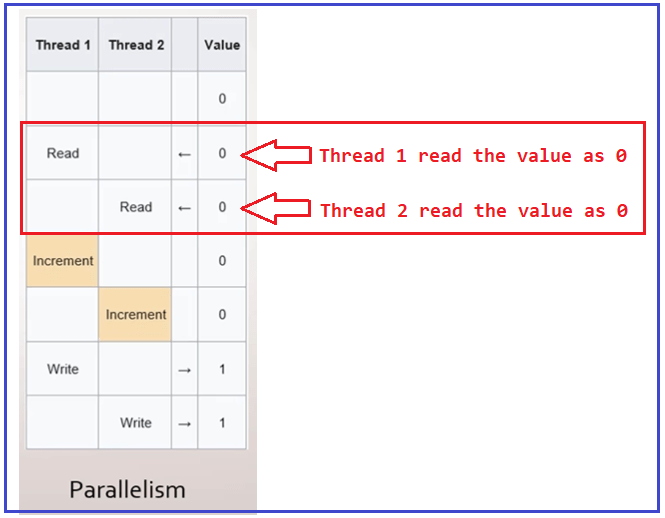 Thread 1 Thread 2 Value
0
Read ← 0 Thread 1 read the value as 0
Read ← 0 Thread 2 read the value as 0
Increment 0
Increment 0
Write → 1
Write → 1
Parallelism